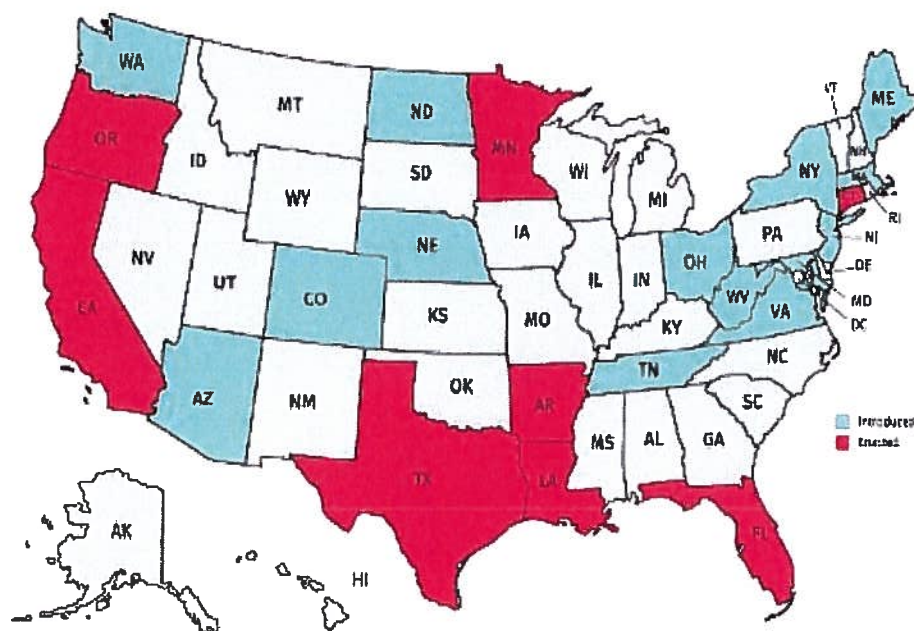 WA
MT
ND
MN
OR
ID
SD
WI
MI
VT
NH
ME
NY
MA
RI
WY
IA
PA
NJ
NE
NV
UT
CO
IL
IN
OH
DE
MD
DC
WV
VA
KS
MO
KY
CA
AZ
NM
OK
AR
TN
NC
SC
MS
AL
GA
TX
LA
FL
AK
HI
Introduced
Enacted